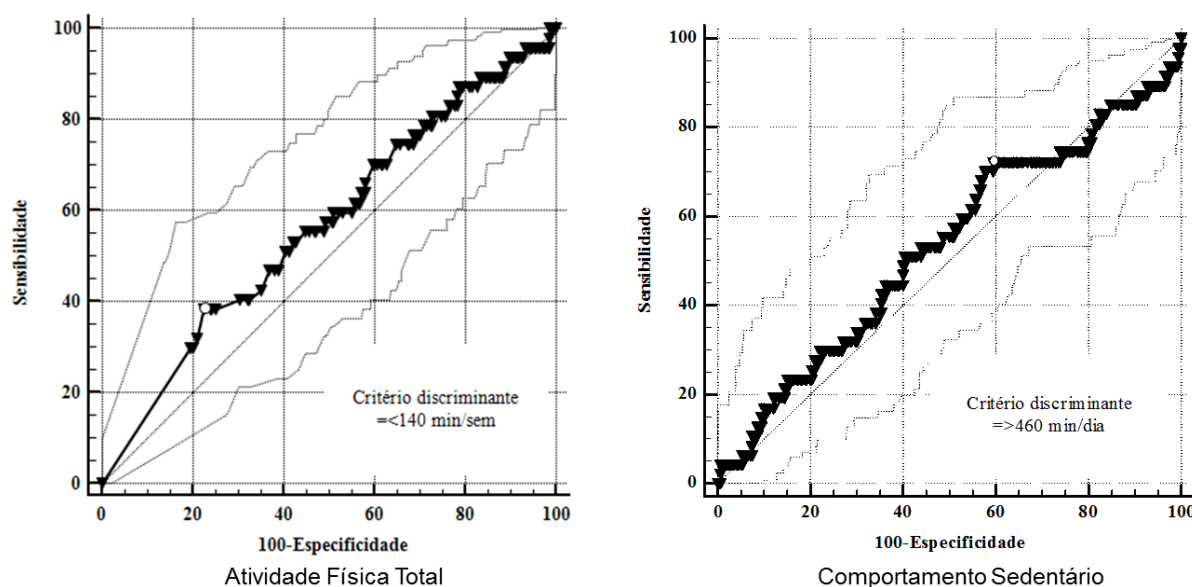 100
80
60
40
20
0
Sensibilidade
Critério discriminante
=<140 min/sem
0 20 40 60 80 100
100-Especificidade
Atividade Física Total
100
80
60
40
20
0
Sensibilidade
Critério discriminante
=>460 min/dia
0 20 40 60 80 100
100-Especificidade
Comportamento Sedentário